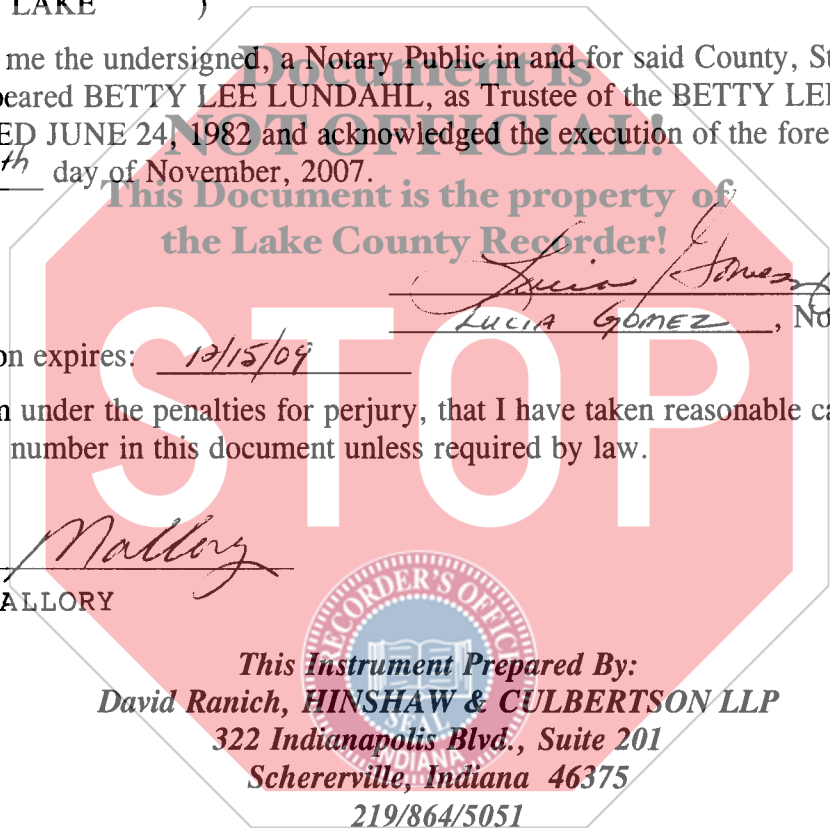 LAKE )
me the undersigned, a Notary Public in and for said County, St
peared BETTY LEE LUNDAHL, as Trustee of the BETTY LEE
ED JUNE 24, 1982 and acknowledged the execution of the fore
th day of November, 2007.
Document is
NOT OFFICIAL!
This Document is the property of
the Lake County Recorder!
Lucia Gomez
LUCIA GOMEZ, No
on expires: 12/15/09
n under the penalties for perjury, that I have taken reasonable ca
number in this document unless required by law.
STOP
Mallory
ALLORY
RECORDER'S OFFICE
SEAL
INDIANA
This Instrument Prepared By:
David Ranich, HINSHAW & CULBERTSON LLP
322 Indianapolis Blvd., Suite 201
Schererville, Indiana 46375
219/864/5051